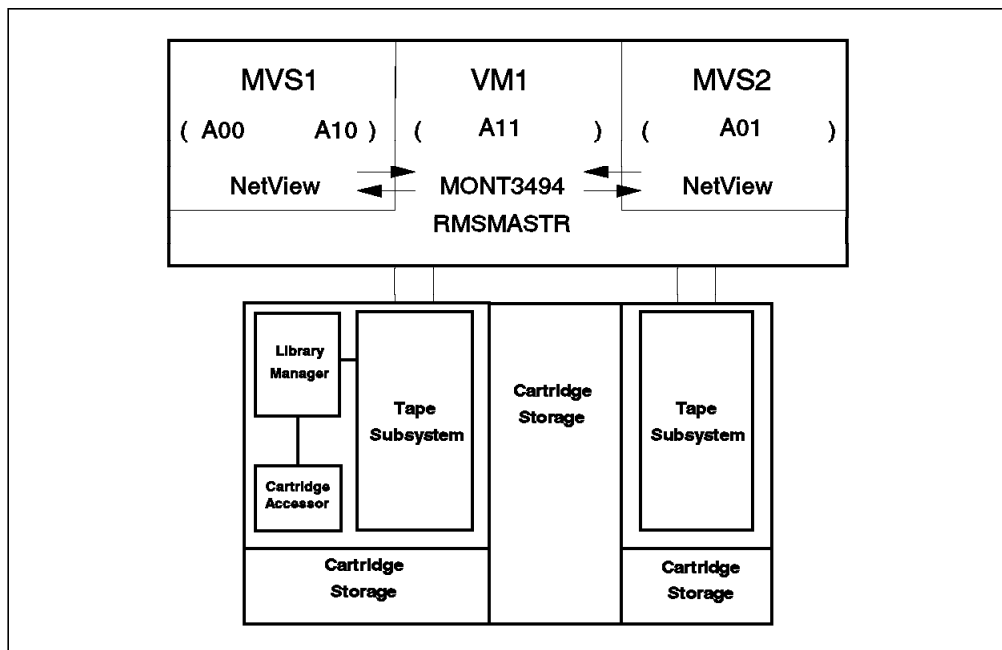 MVS1 VM1 MVS2
( A00 A10 ) ( A11 ) ( A01 )
NetView MONT3494 NetView
RMSMASTR
Library
Manager
Tape
Subsystem
Cartridge
Accessor
Cartridge
Storage
Cartridge
Storage
Tape
Subsystem
Cartridge
Storage